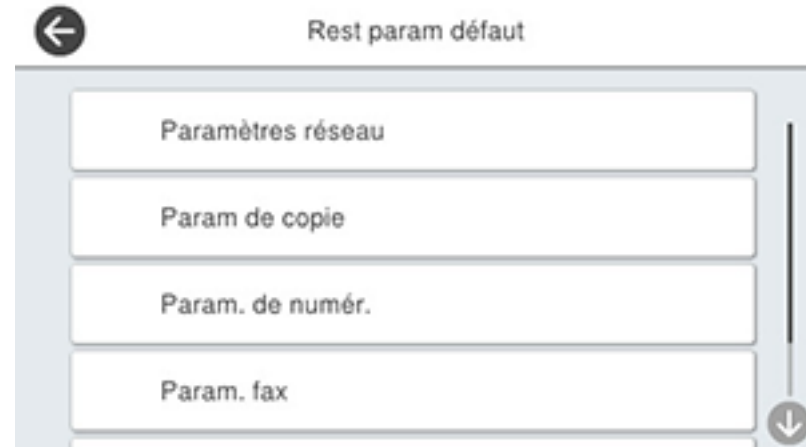 Rest param défaut
Paramètres réseau
Param de copie
Param. de numér.
Param. fax